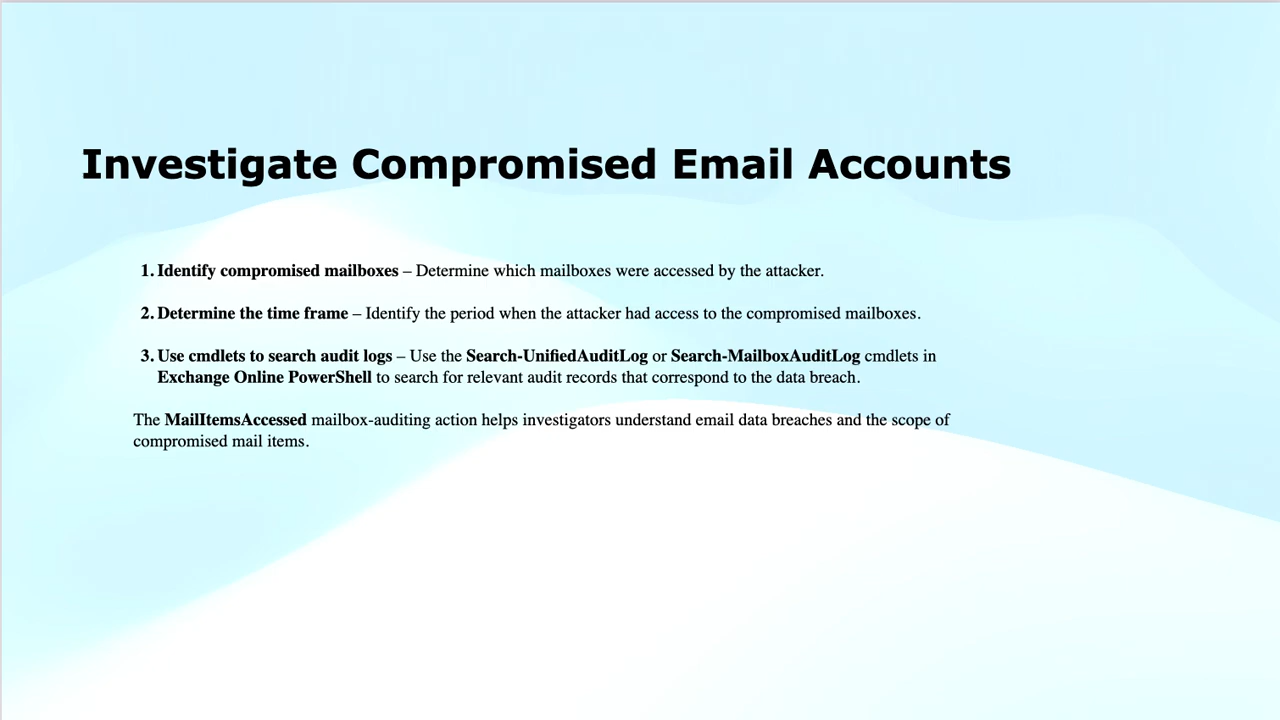 Investigate Compromised Email Accounts
1. Identify compromised mailboxes – Determine which mailboxes were accessed by the attacker.
2. Determine the time frame – Identify the period when the attacker had access to the compromised mailboxes.
3. Use cmdlets to search audit logs – Use the Search-UnifiedAuditLog or Search-MailboxAuditLog cmdlets in
Exchange Online PowerShell to search for relevant audit records that correspond to the data breach.
The MailItemsAccessed mailbox-auditing action helps investigators understand email data breaches and the scope of
compromised mail items.